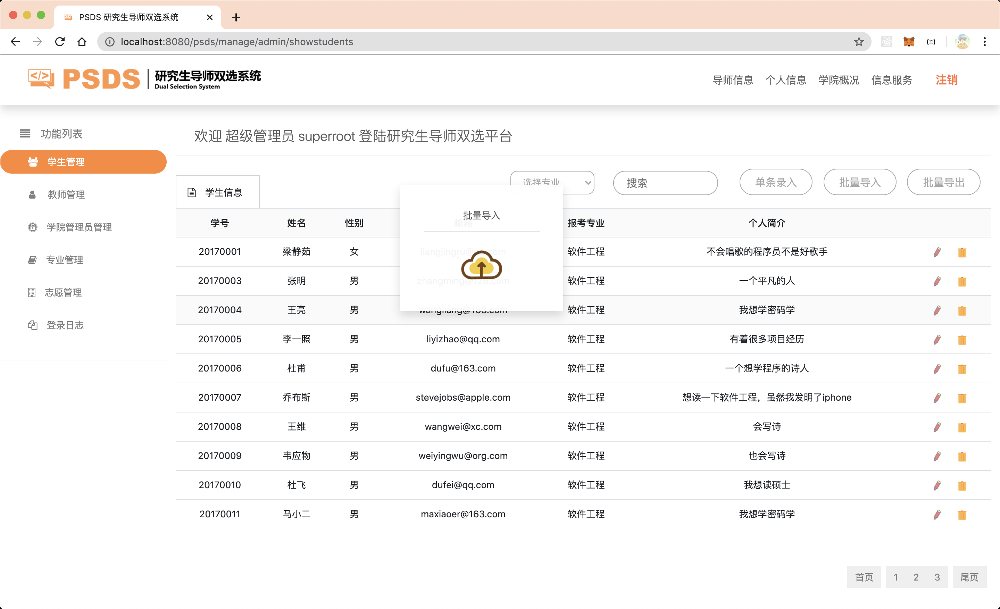 PSDS 研究生导师双选系统
localhost:8080/psds/manage/admin/showstudents
PSDS 研究生导师双选系统
Dual Selection System
导师信息 个人信息 学院概况 信息服务 注销
功能列表
学生管理
教师管理
学院管理员管理
专业管理
志愿管理
登录日志
欢迎 超级管理员 superroot 登陆研究生导师双选平台
选择专业 搜索 单条录入 批量导入 批量导出
学生信息
批量导入
学号 姓名 性别 邮箱 报考专业 个人简介
20170001 梁静茹 女 软件工程 不会唱歌的程序员不是好歌手
20170003 张明 男 zhangming@126.com 软件工程 一个平凡的人
20170004 王亮 男 wangliang@163.com 软件工程 我想学密码学
20170005 李一照 男 liyizhao@qq.com 软件工程 有着很多项目经历
20170006 杜甫 男 dufu@163.com 软件工程 一个想学程序的诗人
20170007 乔布斯 男 stevejobs@apple.com 软件工程 想读一下软件工程，虽然我发明了iphone
20170008 王维 男 wangwei@xc.com 软件工程 会写诗
20170009 韦应物 男 weiyingwu@org.com 软件工程 也会写诗
20170010 杜飞 男 dufei@qq.com 软件工程 我想读硕士
20170011 马小二 男 maxiaoer@163.com 软件工程 我想学密码学
首页 1 2 3 尾页